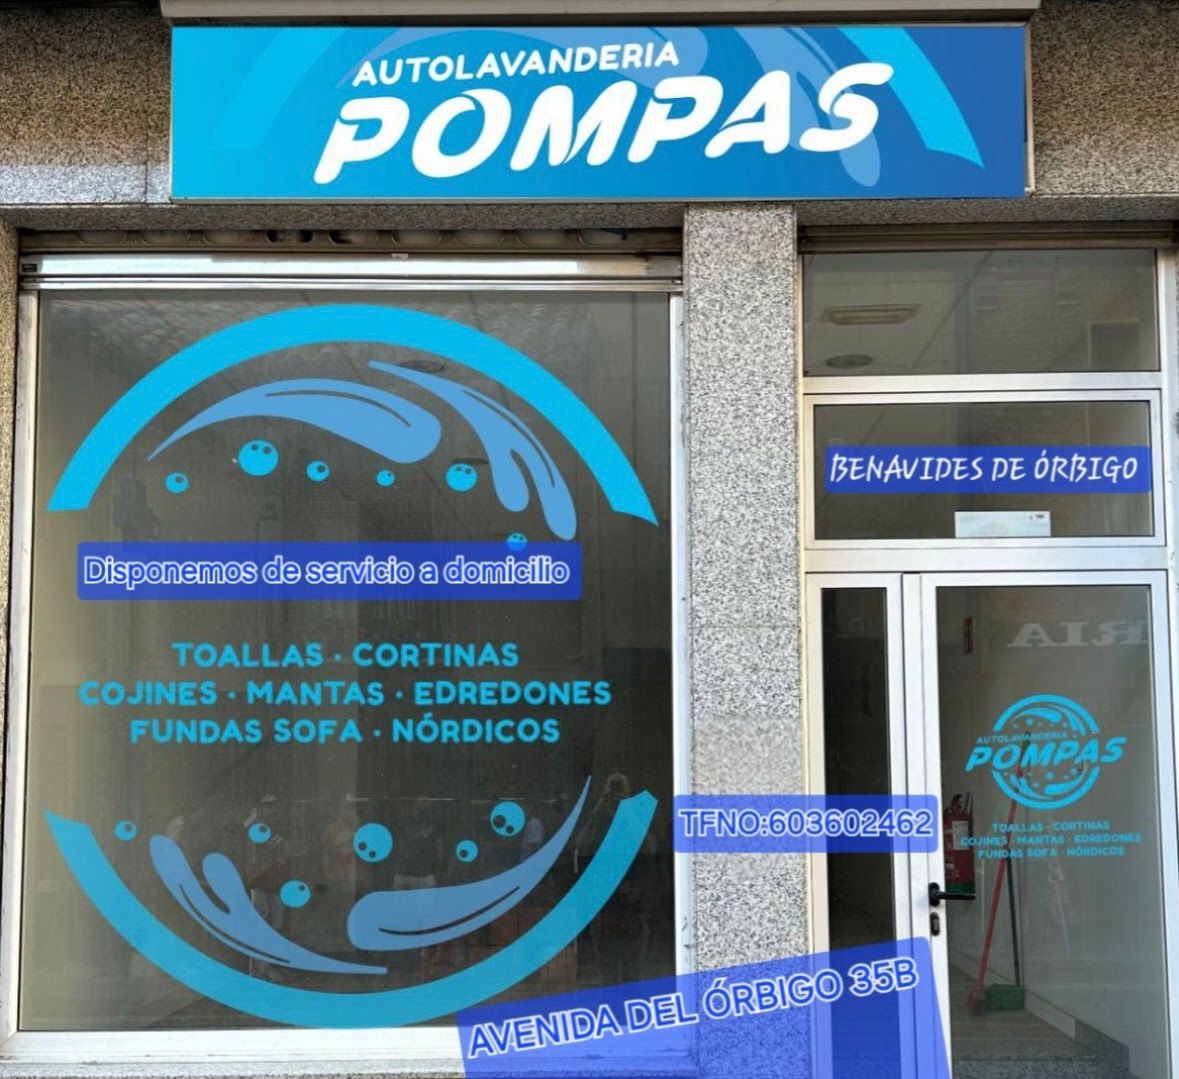 AUTOLAVANDERIA
POMPAS
BENAVIDES DE ÓRBIGO
Disponemos de servicio a domicilio
TOALLAS · CORTINAS
COJINES · MANTAS · EDREDONES
FUNDAS SOFA · NÓRDICOS
RIA
AUTOLAVANDERIA
POMPAS
TFNO:603602462
TOALLAS · CORTINAS
COJINES · MANTAS · EDREDONES
FUNDAS SOFA · NÓRDICOS
AVENIDA DEL ÓRBIGO 35B